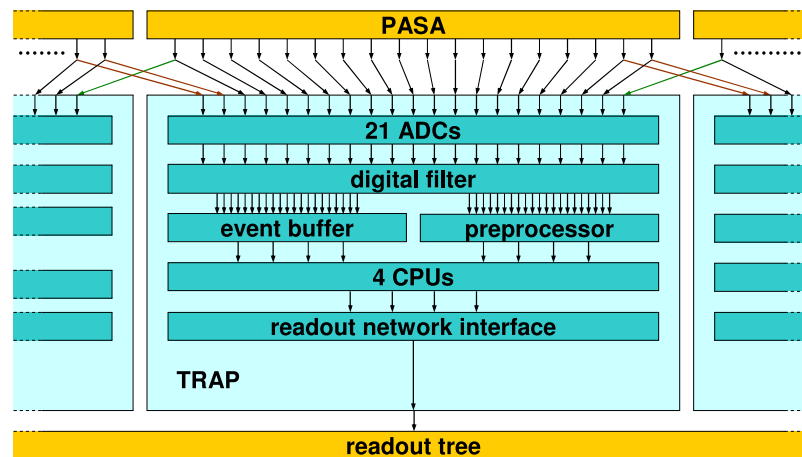 PASA
21 ADCs
digital filter
event buffer
preprocessor
4 CPUs
readout network interface
TRAP
readout tree